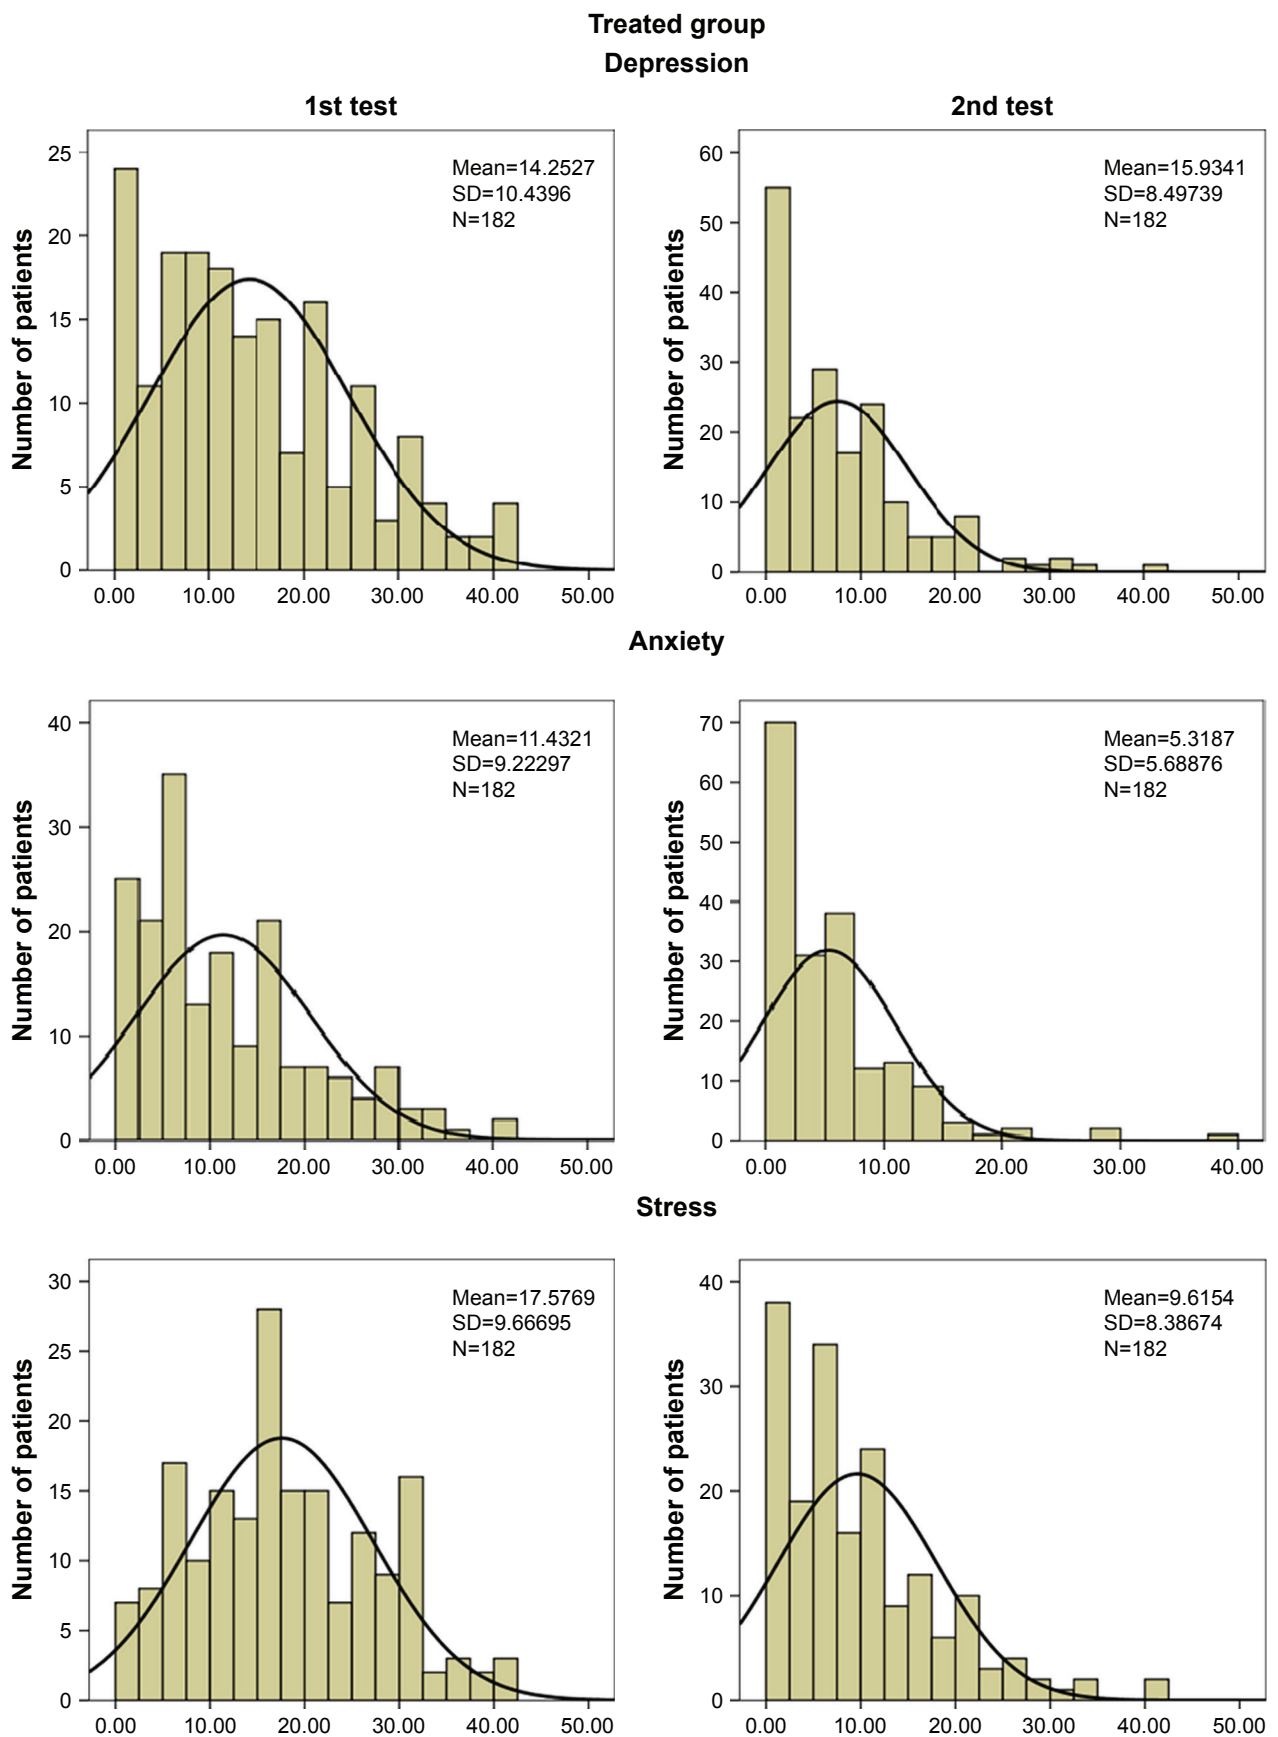 Treated group
Depression
1st test
2nd test
Number of patients
25
20
15
10
5
0
Mean=14.2527
SD=10.4396
N=182
0.00 10.00 20.00 30.00 40.00 50.00
Number of patients
60
50
40
30
20
10
0
Mean=15.9341
SD=8.49739
N=182
0.00 10.00 20.00 30.00 40.00 50.00
Anxiety
Number of patients
40
30
20
10
0
Mean=11.4321
SD=9.22297
N=182
0.00 10.00 20.00 30.00 40.00 50.00
Number of patients
70
60
50
40
30
20
10
0
Mean=5.3187
SD=5.68876
N=182
0.00 10.00 20.00 30.00 40.00
Stress
Number of patients
30
25
20
15
10
5
0
Mean=17.5769
SD=9.66695
N=182
0.00 10.00 20.00 30.00 40.00 50.00
Number of patients
40
30
20
10
0
Mean=9.6154
SD=8.38674
N=182
0.00 10.00 20.00 30.00 40.00 50.00